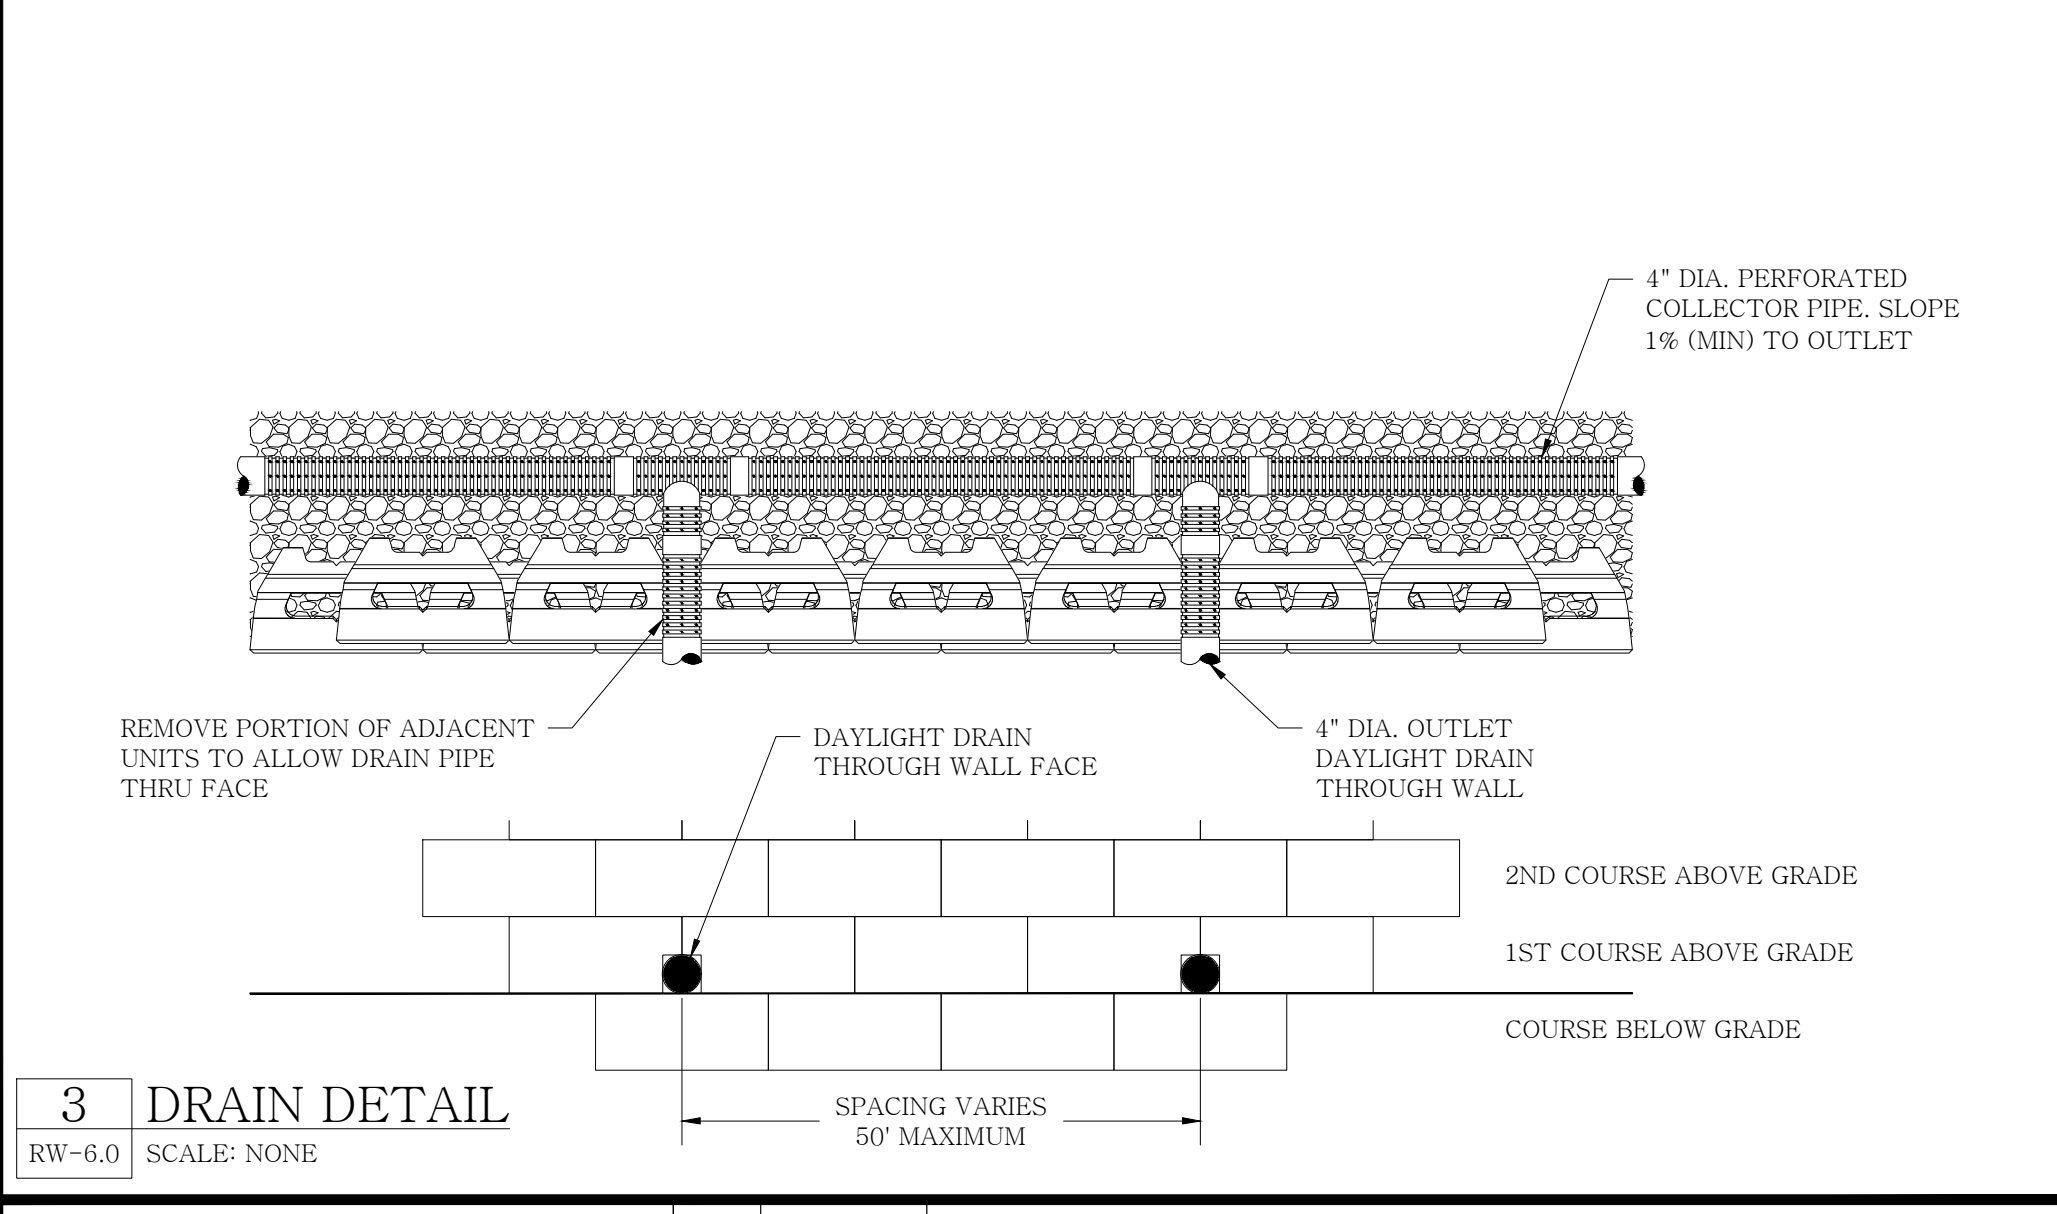 4" DIA. PERFORATED
COLLECTOR PIPE. SLOPE
1% (MIN) TO OUTLET
REMOVE PORTION OF ADJACENT
UNITS TO ALLOW DRAIN PIPE
THRU FACE
DAYLIGHT DRAIN
THROUGH WALL FACE
4" DIA. OUTLET
DAYLIGHT DRAIN
THROUGH WALL
2ND COURSE ABOVE GRADE
1ST COURSE ABOVE GRADE
COURSE BELOW GRADE
SPACING VARIES
50' MAXIMUM
3
DRAIN DETAIL
RW-6.0
SCALE: NONE